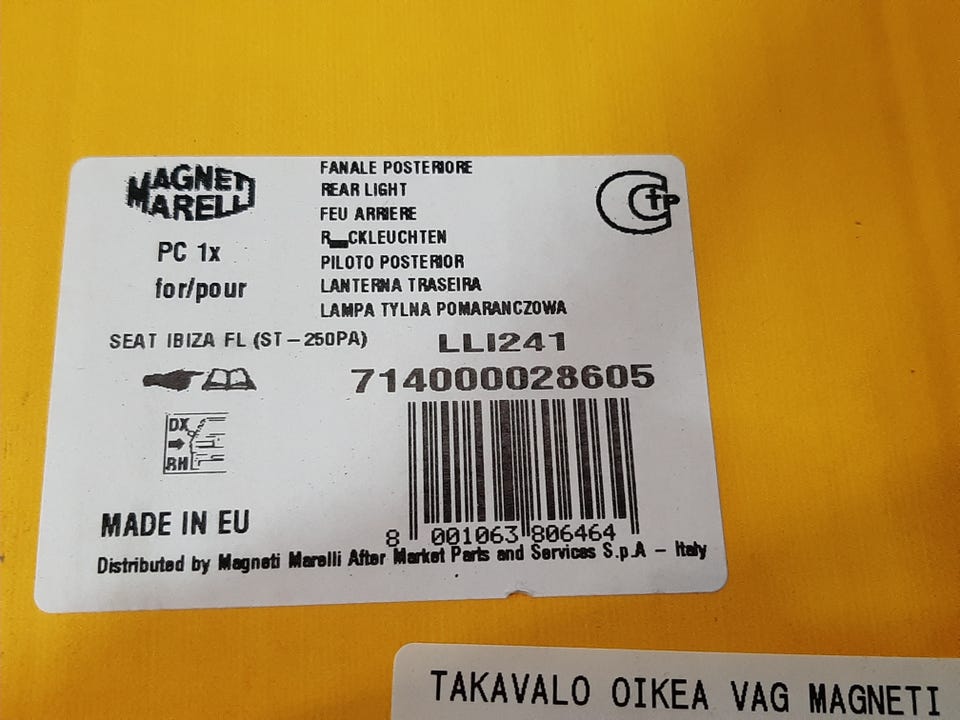 MAGNETI
MARELLI
PC 1x
for/pour
FANALE POSTERIORE
REAR LIGHT
FEU ARRIERE
R▂CKLEUCHTEN
PILOTO POSTERIOR
LANTERNA TRASEIRA
LAMPA TYLNA POMARANCZOWA
CTP
SEAT IBIZA FL (ST-250PA)
LLI241
714000028605
DX
RH
8 001063 806464
MADE IN EU
Distributed by Magneti Marelli After Market Parts and Services S.p.A - Italy
TAKAVALO OIKEA VAG MAGNETI